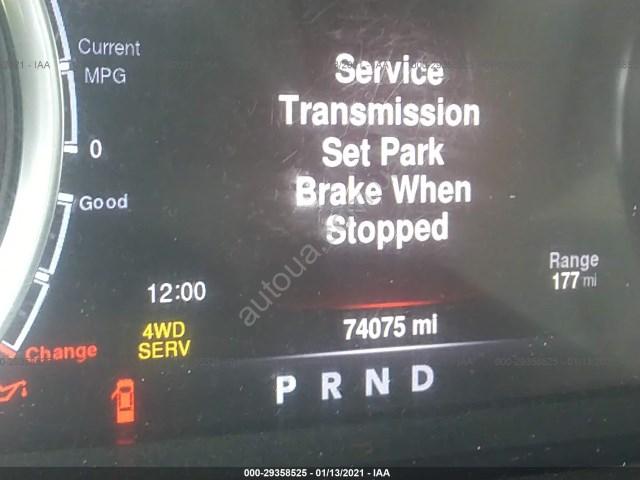 Current
MPG
0
Good
Service
Transmission
Set Park
Brake When
Stopped
Range
177 mi
12:00
74075 mi
4WD
SERV
Change
P R N D
autoua.
000-29358525 - 01/13/2021 - IAA